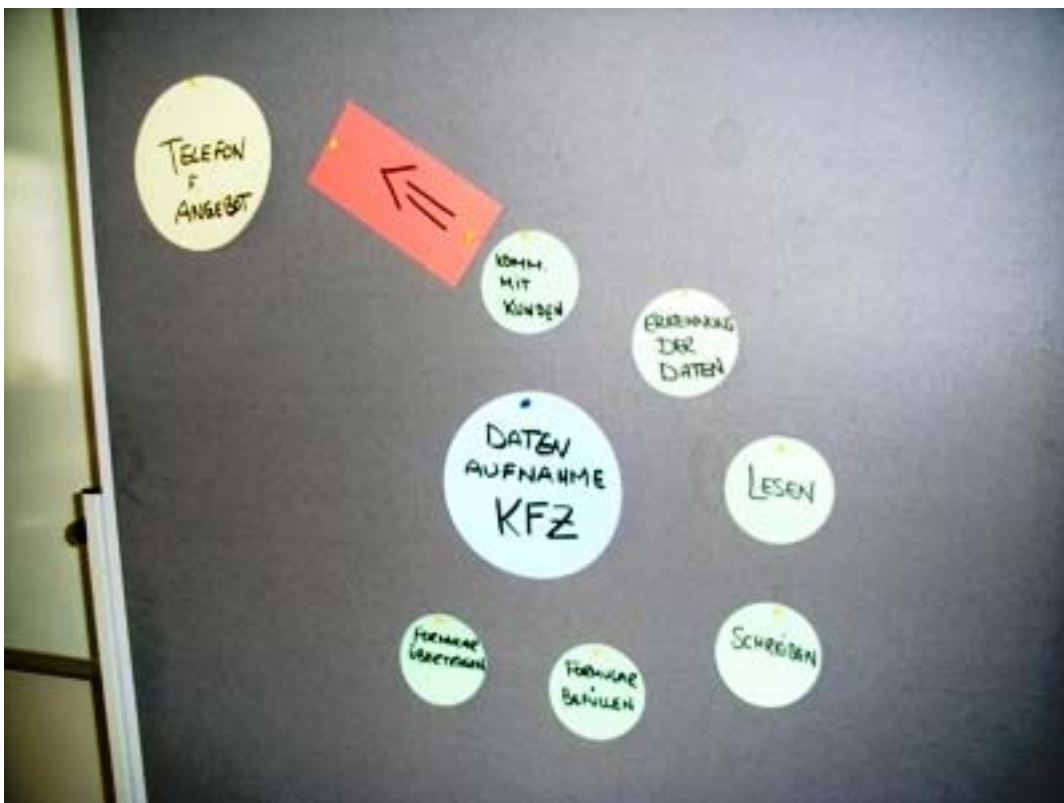 TELEFON
+
ANGEBOT
KOMM.
MIT
KUNDEN
ERKENNUNG
DER
DATEN
DATEN
AUFNAHME
KFZ
LESEN
SCHREIBEN
FORMULAR
BEFÜLLEN
FORMULAR
ÜBERTRAGEN